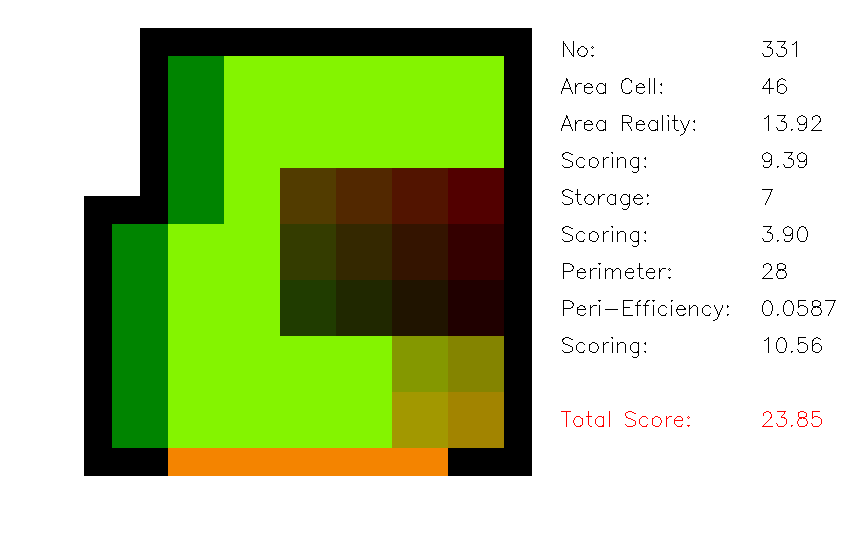 No: 331
Area Cell: 46
Area Reality: 13.92
Scoring: 9.39
Storage: 7
Scoring: 3.90
Perimeter: 28
Peri-Efficiency: 0.0587
Scoring: 10.56
Total Score: 23.85